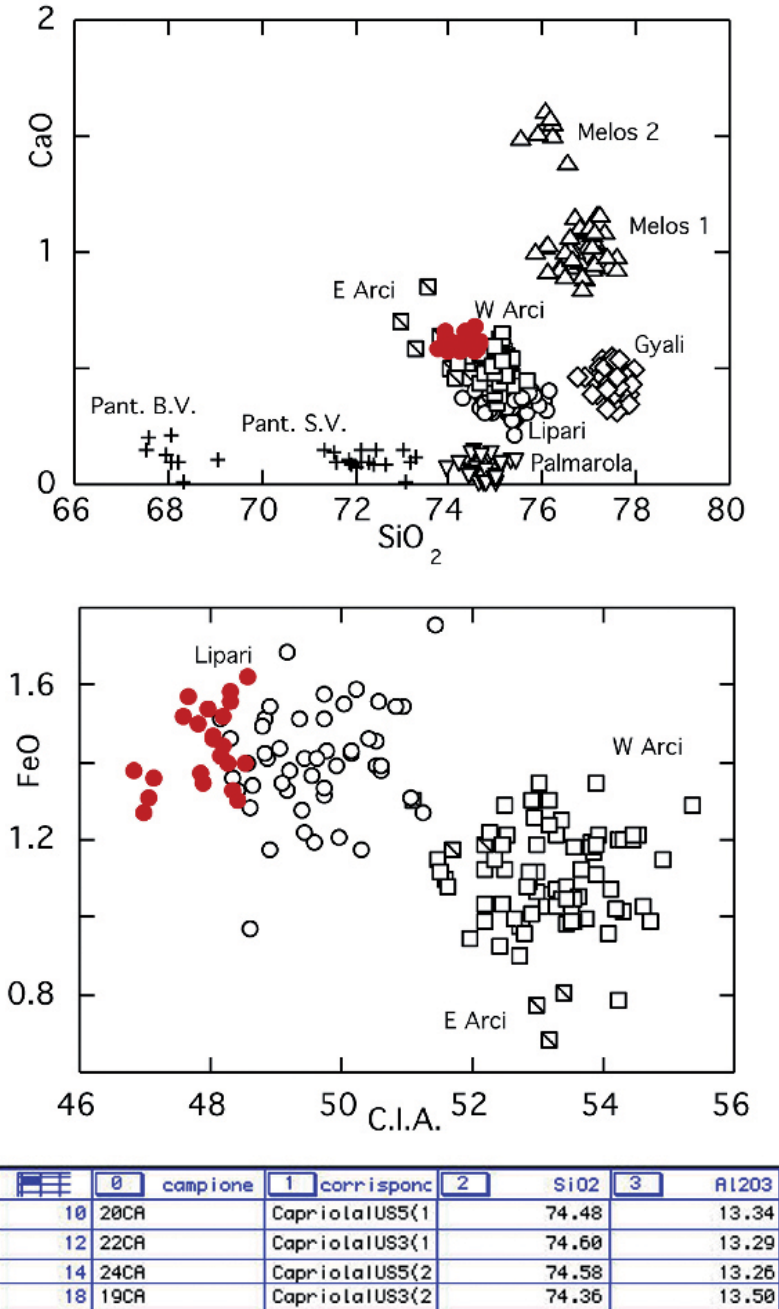 2
CaO
Melos 2
Melos 1
1
E Arci
W Arci
Gyali
Pant. B.V.
Pant. S.V.
Lipari
Palmarola
0
66 68 70 72 74 76 78 80
SiO2
Lipari
1.6
W Arci
FeO
1.2
0.8
E Arci
46 48 50 52 54 56
C.I.A.
0 campione 1 corrisponc 2 SiO2 3 Al2O3
10 20CA CapriolaIUS5(1 74.48 13.34
12 22CA CapriolaIUS3(1 74.60 13.29
14 24CA CapriolaIUS5(2 74.58 13.26
18 19CA CapriolaIUS3(2 74.36 13.50